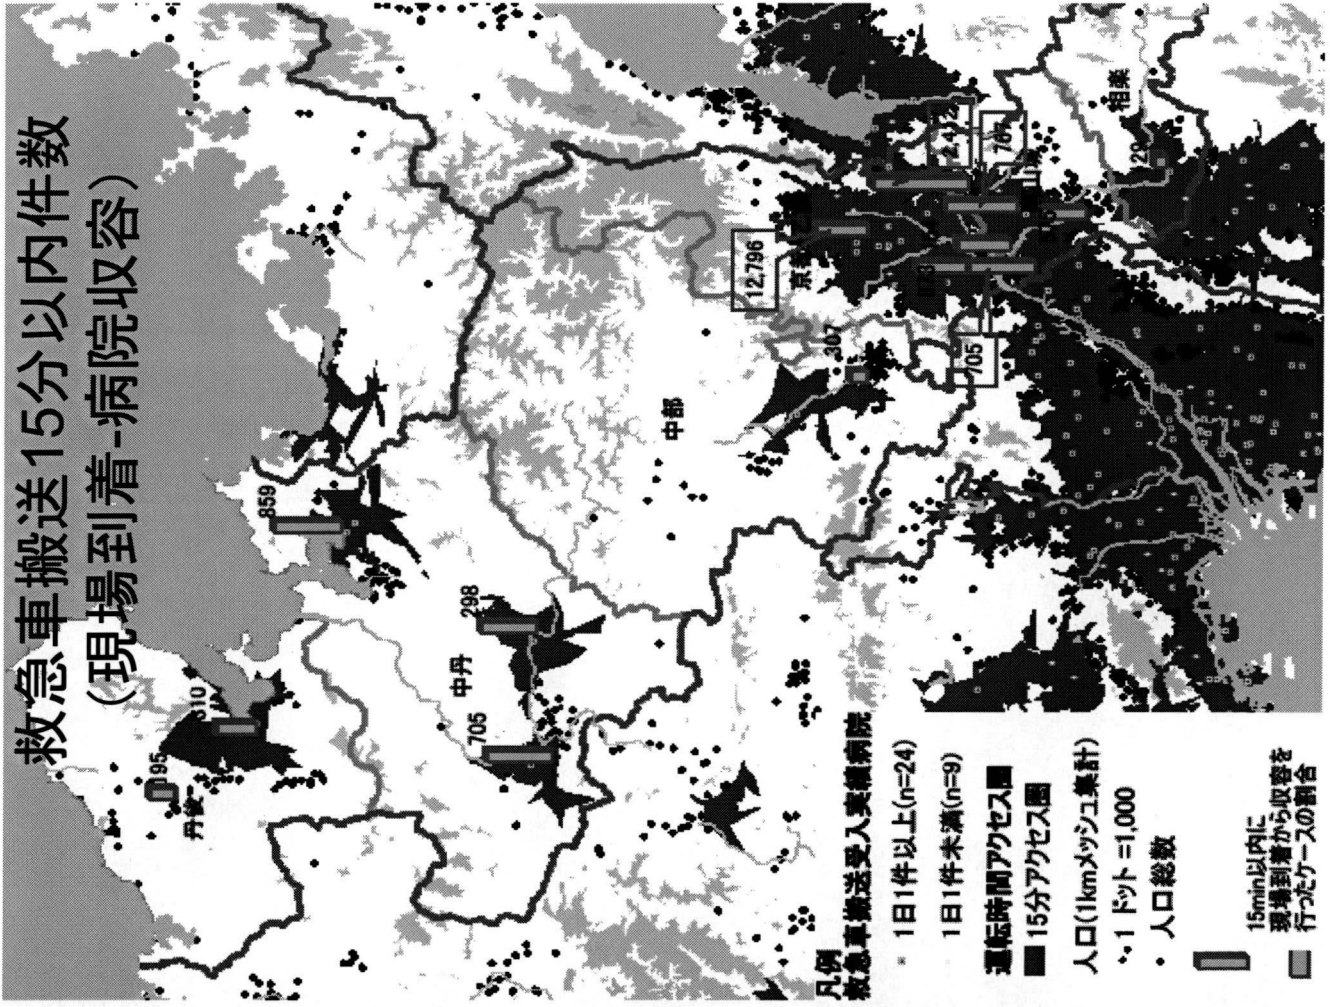 救急車搬送15分以内件数
（現場到着-病院収容）
195
丹後
310
859
705
中丹
298
中部
12,796
京都
307
705
2,412
767
129
相楽
凡例
救急車搬送受入実績病院
1日1件以上(n=24)
1日1件未満(n=9)
運転時間アクセス圏
15分アクセス圏
人口(1kmメッシュ集計)
1 ドット =1,000
人口総数
15min以内に
現場到着から収容を
行ったケースの割合